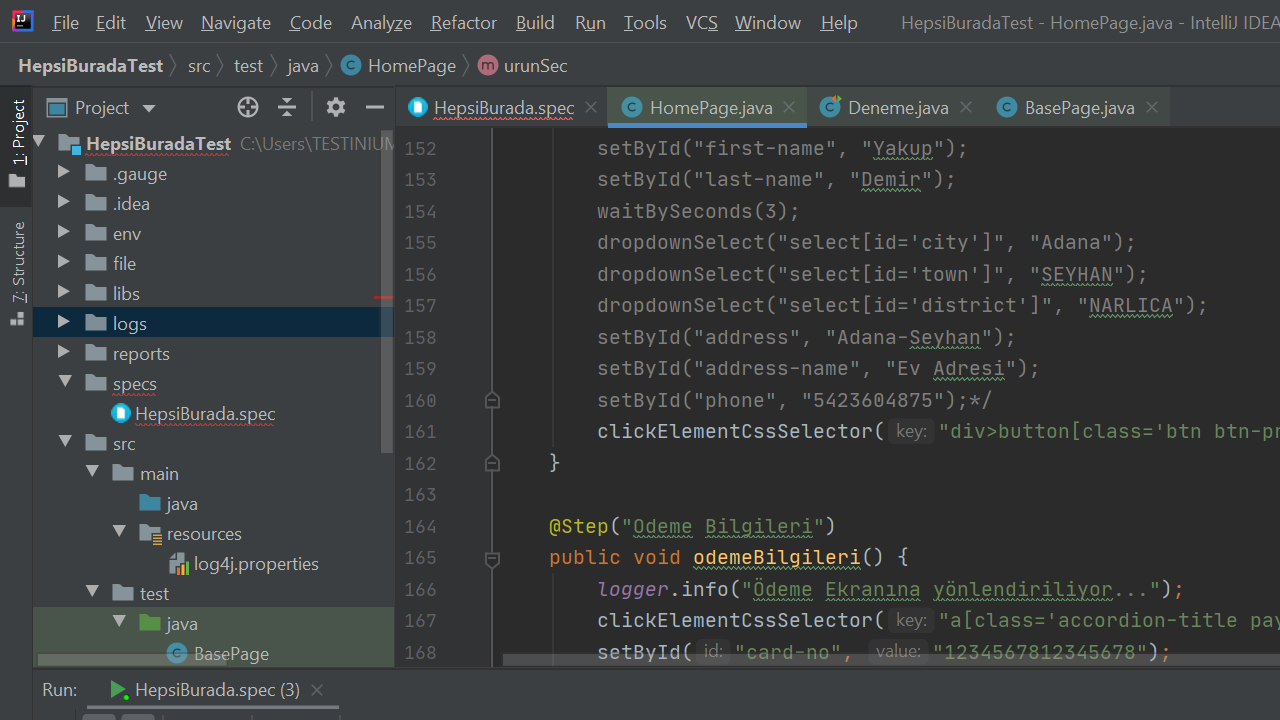 File Edit View Navigate Code Analyze Refactor Build Run Tools VCS Window Help HepsiBuradaTest - HomePage.java - IntelliJ IDEA
HepsiBuradaTest src test java HomePage urunSec
1: Project
7: Structure
Project
HepsiBuradaTest C:\Users\TESTINIUM
.gauge
.idea
env
file
libs
logs
reports
specs
HepsiBurada.spec
src
main
java
resources
log4j.properties
test
java
BasePage
HepsiBurada.spec HomePage.java Deneme.java BasePage.java
152 setById("first-name", "Yakup");
153 setById("last-name", "Demir");
154 waitBySeconds(3);
155 dropdownSelect("select[id='city']", "Adana");
156 dropdownSelect("select[id='town']", "SEYHAN");
157 dropdownSelect("select[id='district']", "NARLICA");
158 setById("address", "Adana-Seyhan");
159 setById("address-name", "Ev Adresi");
160 setById("phone", "5423604875");*/
161 clickElementCssSelector( key: "div>button[class='btn btn-pr
162 }
163
164 @Step("Odeme Bilgileri")
165 public void odemeBilgileri() {
166 logger.info("Ödeme Ekranına yönlendiriliyor...");
167 clickElementCssSelector( key: "a[class='accordion-title pay
168 setById( id: "card-no", value: "1234567812345678");
Run: HepsiBurada.spec (3)